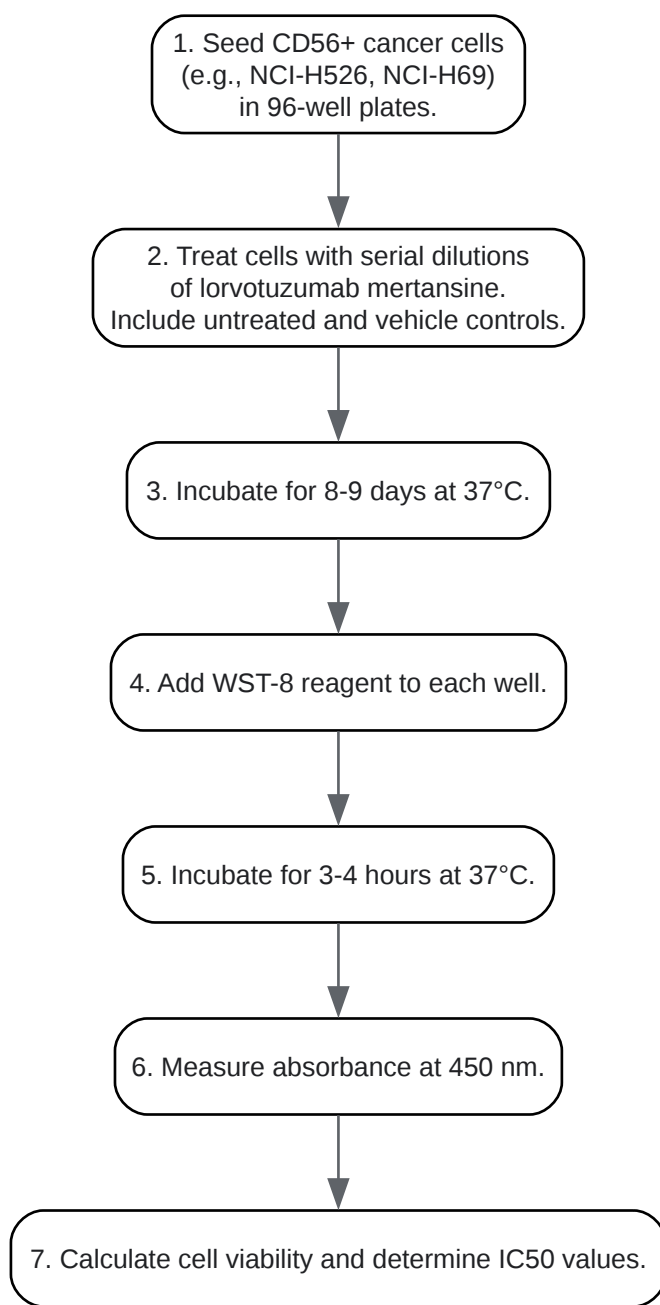 1. Seed CD56+ cancer cells
(e.g., NCI-H526, NCI-H69)
in 96-well plates.
2. Treat cells with serial dilutions
of lorvotuzumab mertansine.
Include untreated and vehicle controls.
3. Incubate for 8-9 days at 37°C.
4. Add WST-8 reagent to each well.
5. Incubate for 3-4 hours at 37°C.
6. Measure absorbance at 450 nm.
7. Calculate cell viability and determine IC50 values.